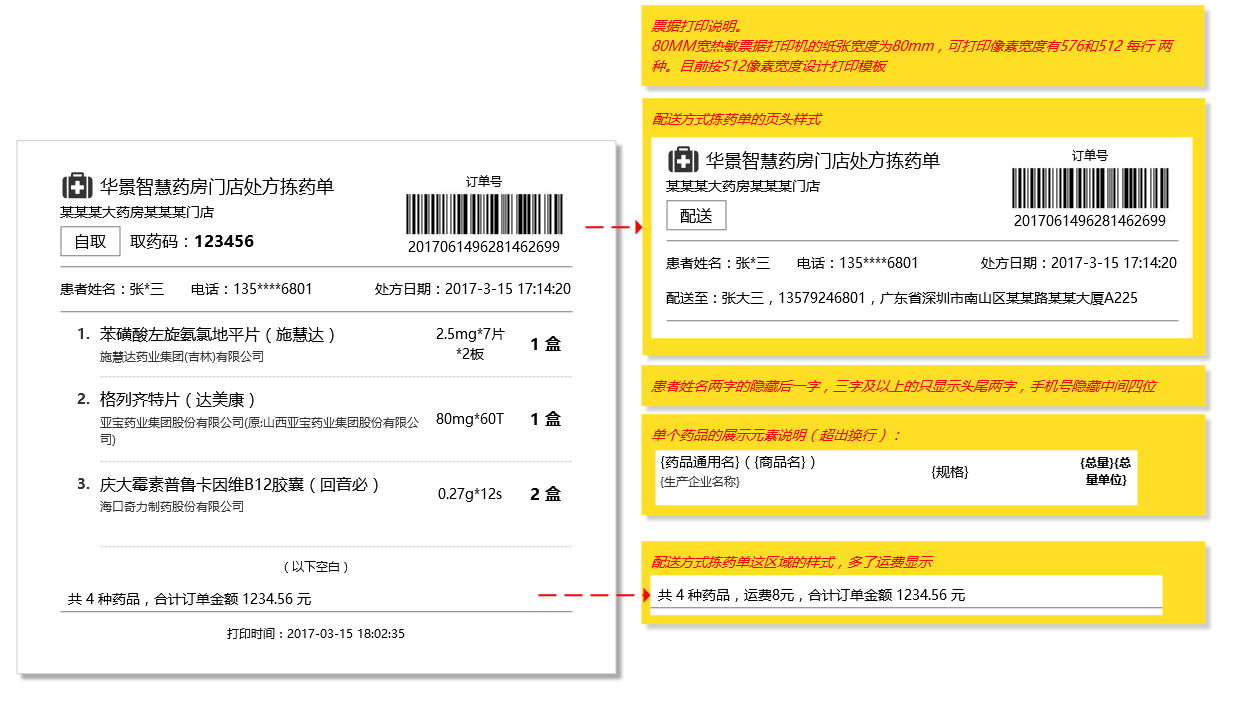 华景智慧药房门店处方拣药单
某某某大药房某某某门店
自取 取药码：123456
订单号
2017061496281462699
患者姓名：张*三 电话：135****6801 处方日期：2017-3-15 17:14:20
1. 苯磺酸左旋氨氯地平片（施慧达）
施慧达药业集团(吉林)有限公司
2.5mg*7片
*2板
1 盒
2. 格列齐特片（达美康）
亚宝药业集团股份有限公司(原:山西亚宝药业集团股份有限公
司)
80mg*60T
1 盒
3. 庆大霉素普鲁卡因维B12胶囊（回音必）
海口奇力制药股份有限公司
0.27g*12s
2 盒
（以下空白）
共 4 种药品，合计订单金额 1234.56 元
打印时间：2017-03-15 18:02:35
票据打印说明。
80MM宽热敏票据打印机的纸张宽度为80mm，可打印像素宽度有576和512 每行 两
种。目前按512像素宽度设计打印模板
配送方式拣药单的页头样式
华景智慧药房门店处方拣药单
某某某大药房某某某门店
配送
订单号
2017061496281462699
患者姓名：张*三 电话：135****6801 处方日期：2017-3-15 17:14:20
配送至：张大三，13579246801，广东省深圳市南山区某某路某某大厦A225
患者姓名两字的隐藏后一字，三字及以上的只显示头尾两字，手机号隐藏中间四位
单个药品的展示元素说明（超出换行）：
{药品通用名}（{商品名}）
{生产企业名称}
{规格}
{总量}{总
量单位}
配送方式拣药单这区域的样式，多了运费显示
共 4 种药品，运费8元，合计订单金额 1234.56 元